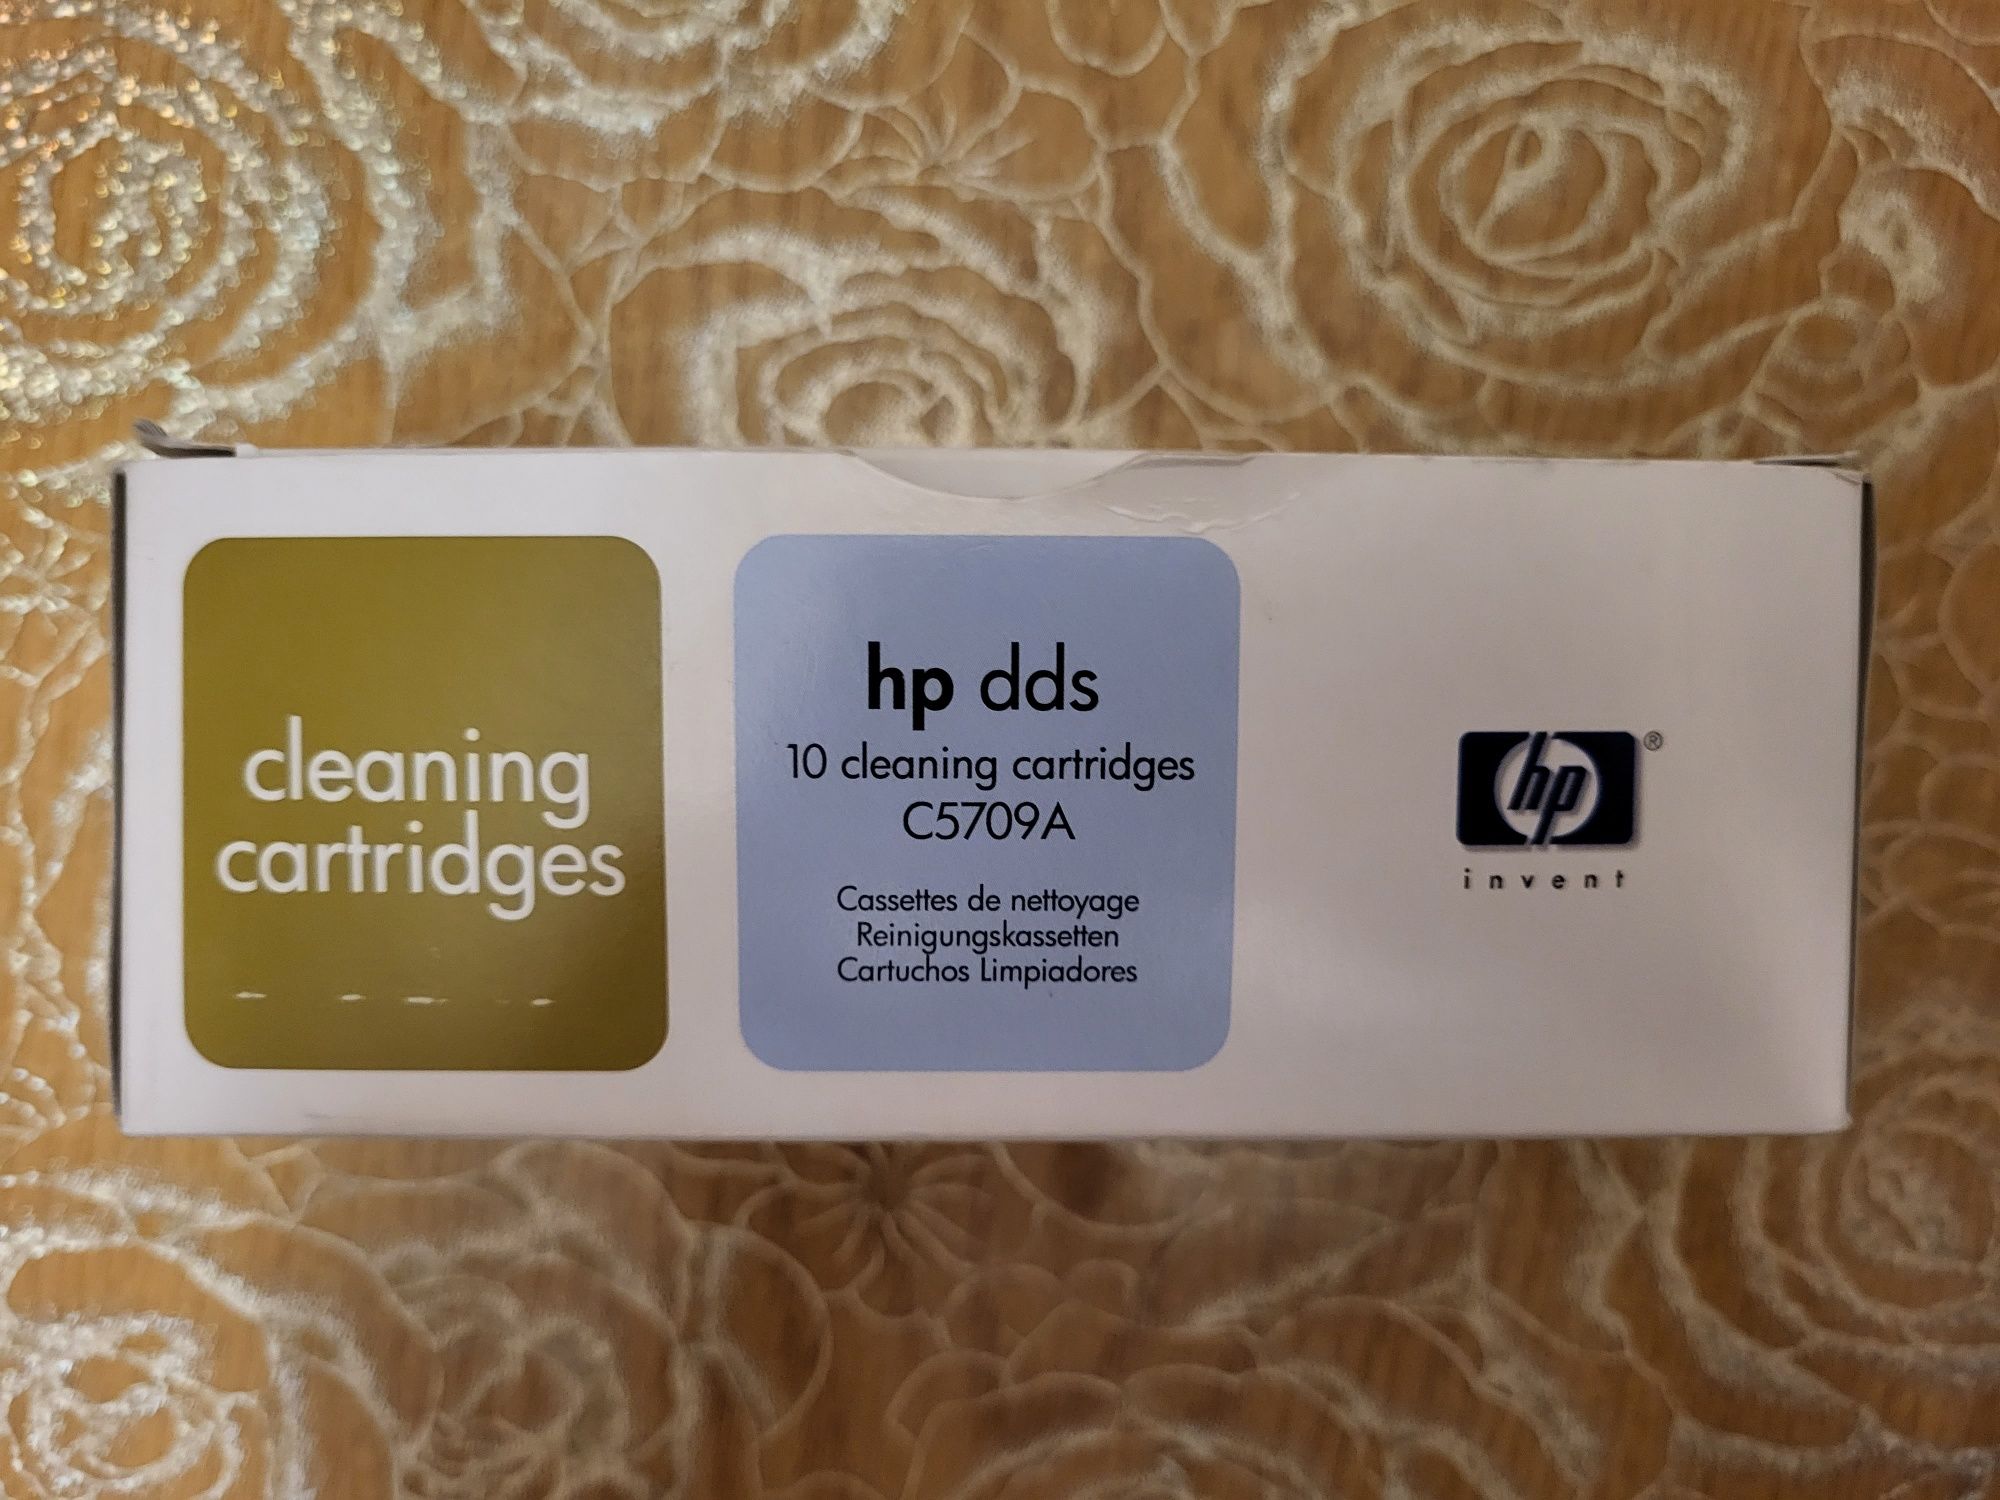 cleaning
cartridges
hp dds
10 cleaning cartridges
C5709A
Cassettes de nettoyage
Reinigungskassetten
Cartuchos Limpiadores
hp ®
invent